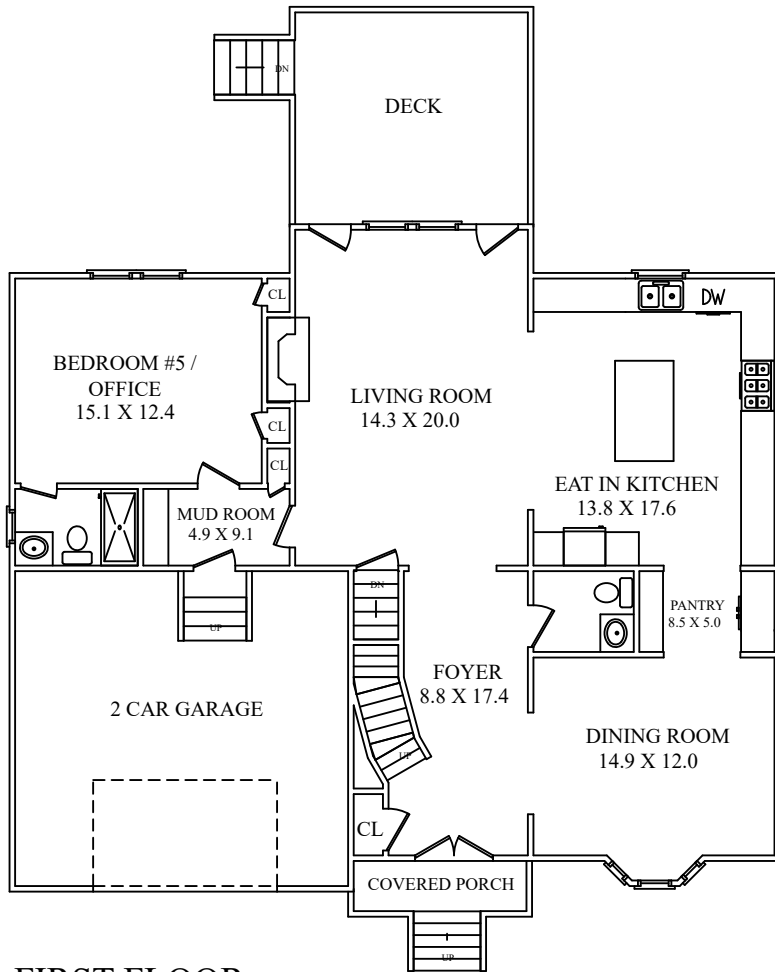 DN
DECK
CL
DW
BEDROOM #5 /
OFFICE
15.1 X 12.4
LIVING ROOM
14.3 X 20.0
CL
CL
EAT IN KITCHEN
13.8 X 17.6
MUD ROOM
4.9 X 9.1
DN
UP
PANTRY
8.5 X 5.0
FOYER
8.8 X 17.4
2 CAR GARAGE
DINING ROOM
14.9 X 12.0
UP
CL
COVERED PORCH
UP
FIRST FLOOR